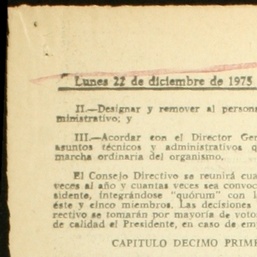 Lunes 22 de diciembre de 1975
II.—Designar y remover al person
ministrativo; y
III.—Acordar con el Director Ger
asuntos técnicos y administrativos q
marcha ordinaria del organismo.
El Consejo Directivo se reunirá cua
veces al año y cuantas veces sea convoc
sidente, integrándose "quórum" con l
éste y cinco miembros. Las decisiones
rectivo se tomarán por mayoría de voto
de calidad el Presidente, en caso de em
CAPITULO DECIMO PRIME